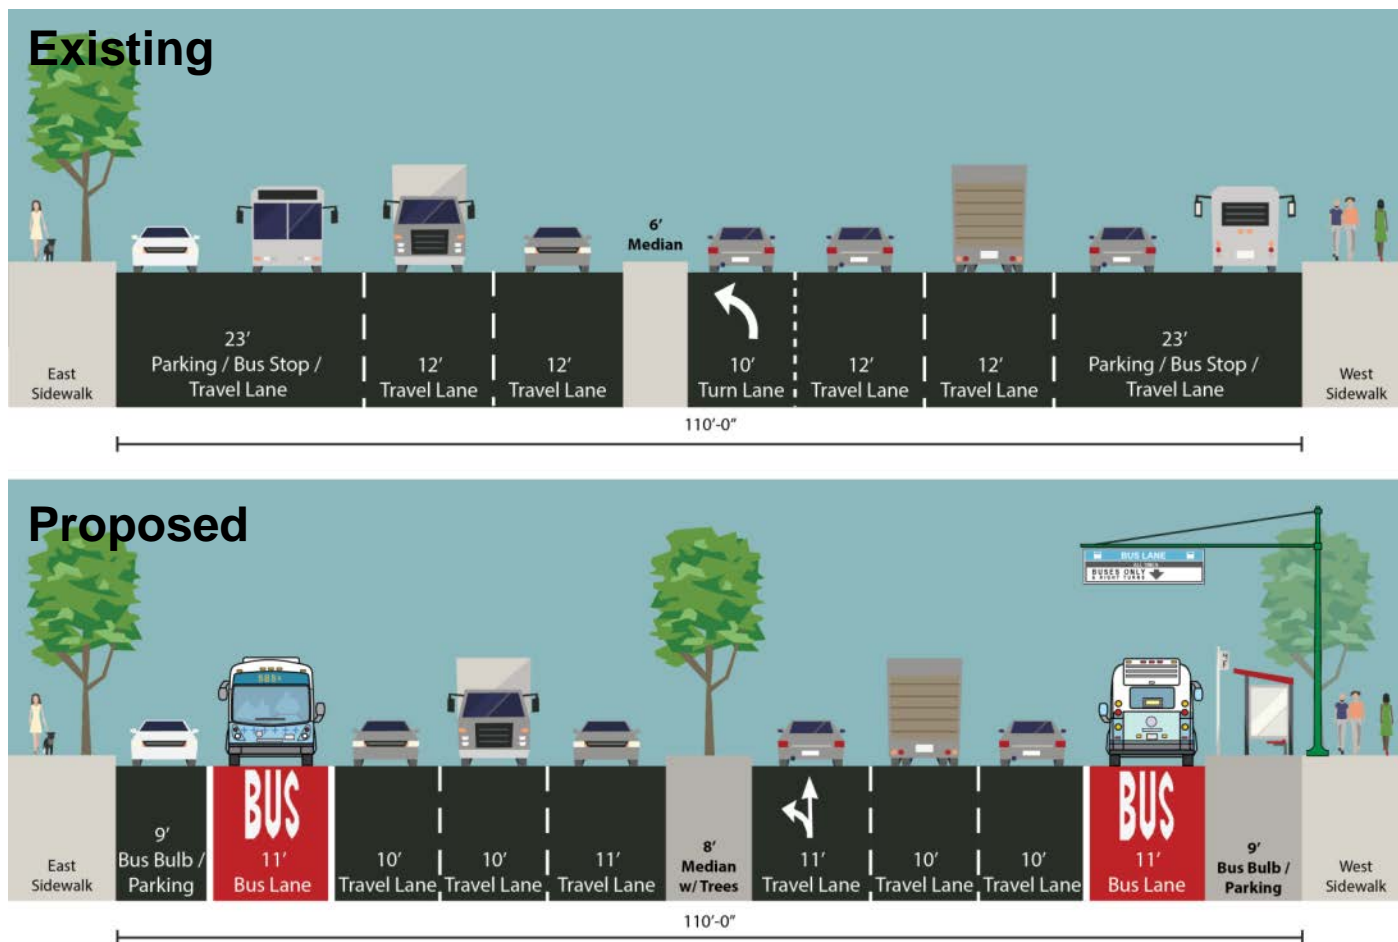 Existing
6'
Median
East
Sidewalk
23'
Parking / Bus Stop /
Travel Lane
12'
Travel Lane
12'
Travel Lane
10'
Turn Lane
12'
Travel Lane
12'
Travel Lane
23'
Parking / Bus Stop /
Travel Lane
West
Sidewalk
110'-0"
Proposed
BUS LANE
ALL TIMES
BUSES ONLY
& RIGHT TURNS
East
Sidewalk
9'
Bus Bulb /
Parking
BUS
11'
Bus Lane
10'
Travel Lane
10'
Travel Lane
11'
Travel Lane
8'
Median
w/ Trees
11'
Travel Lane
10'
Travel Lane
10'
Travel Lane
BUS
11'
Bus Lane
9'
Bus Bulb /
Parking
West
Sidewalk
110'-0"